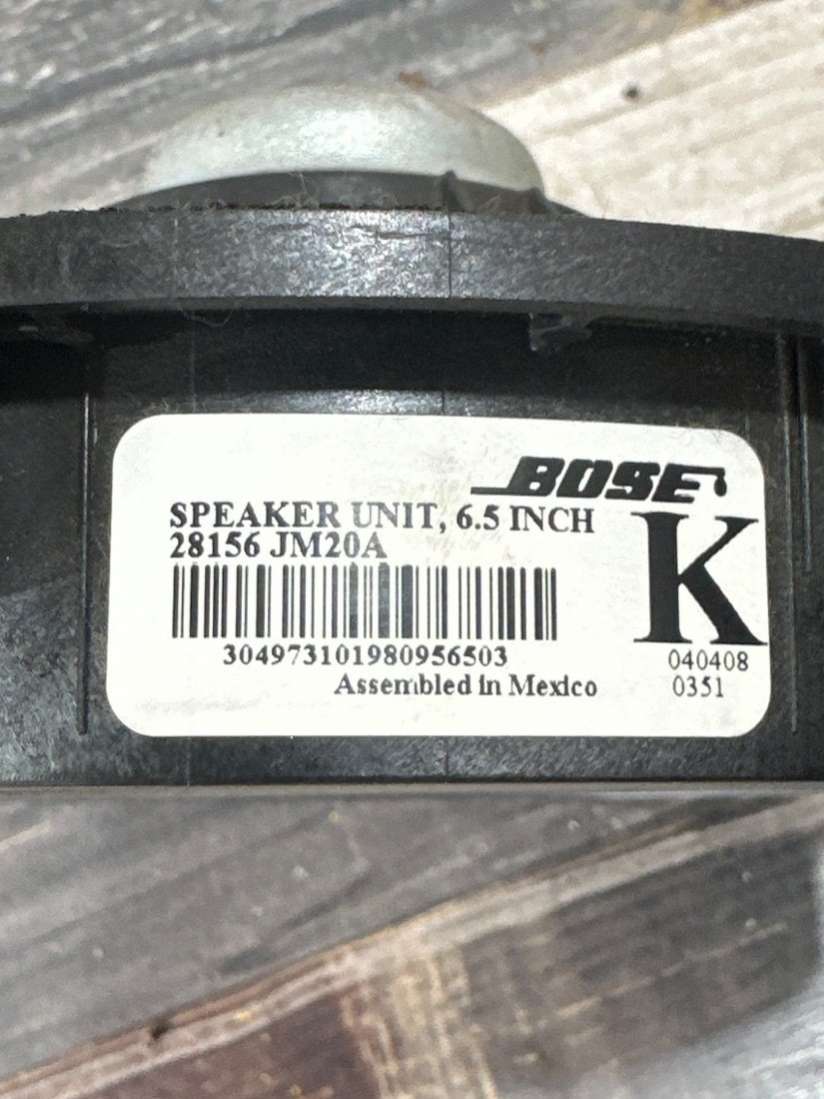 BOSE
SPEAKER UNIT, 6.5 INCH
28156 JM20A
K
304973101980956503
040408
Assembled in Mexico
0351